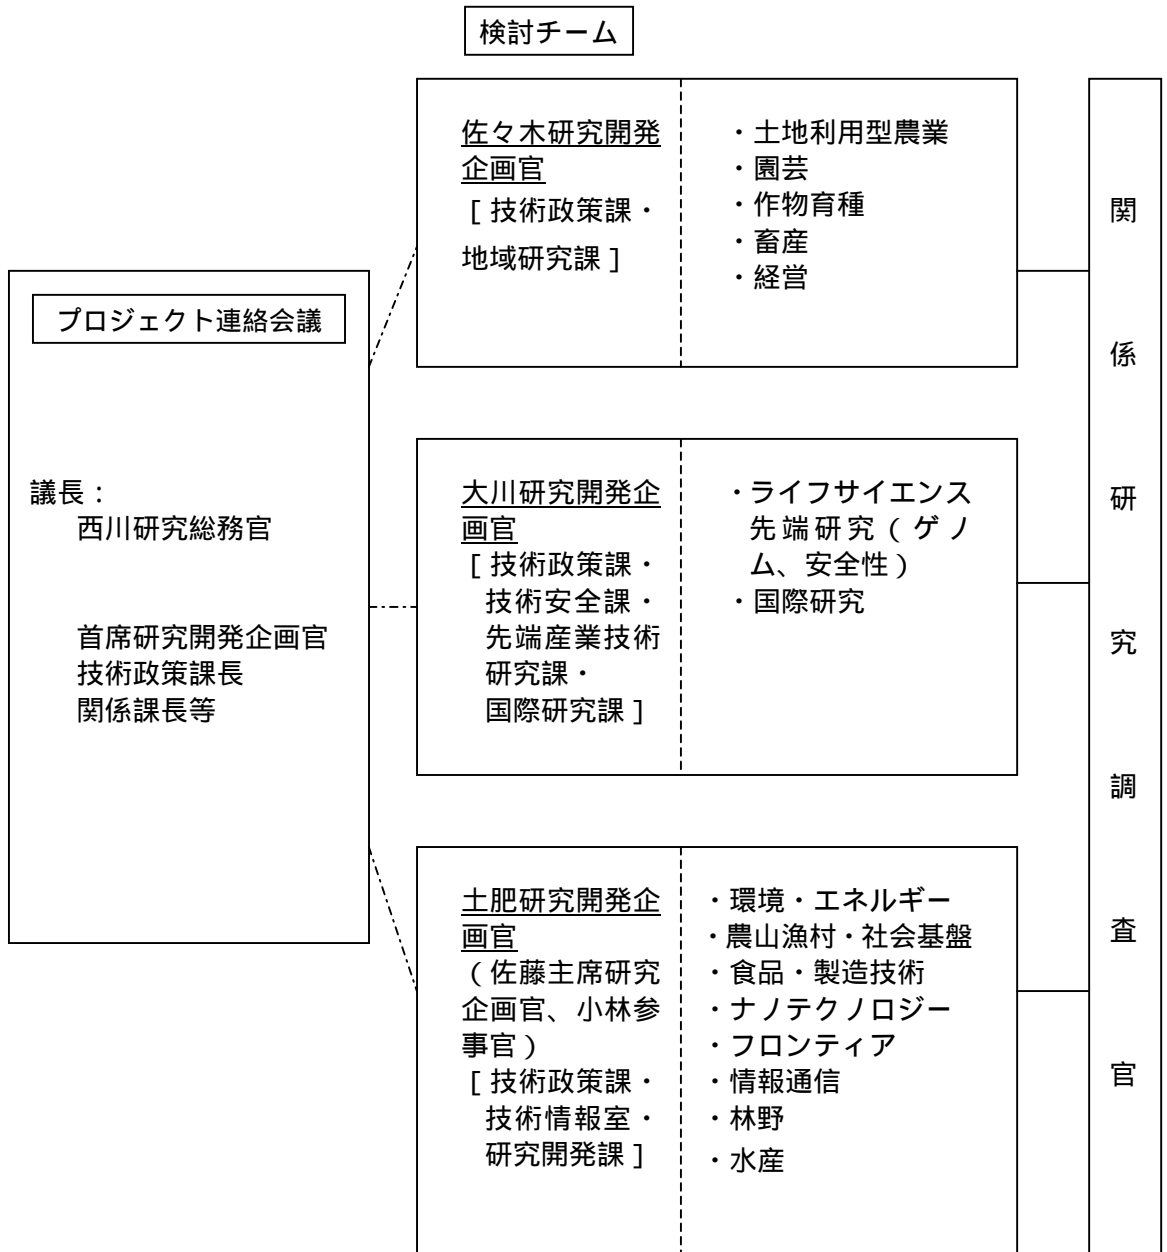 検討チーム
プロジェクト連絡会議
議長：
西川研究総務官
首席研究開発企画官
技術政策課長
関係課長等
佐々木研究開発
企画官
［技術政策課・
地域研究課］
・土地利用型農業
・園芸
・作物育種
・畜産
・経営
大川研究開発企
画官
［技術政策課・
技術安全課・
先端産業技術
研究課・
国際研究課］
・ライフサイエンス
先端研究（ゲノ
ム、安全性）
・国際研究
土肥研究開発企
画官
（佐藤主席研究
企画官、小林参
事官）
［技術政策課・
技術情報室・
研究開発課］
・環境・エネルギー
・農山漁村・社会基盤
・食品・製造技術
・ナノテクノロジー
・フロンティア
・情報通信
・林野
・水産
関係研究調査官